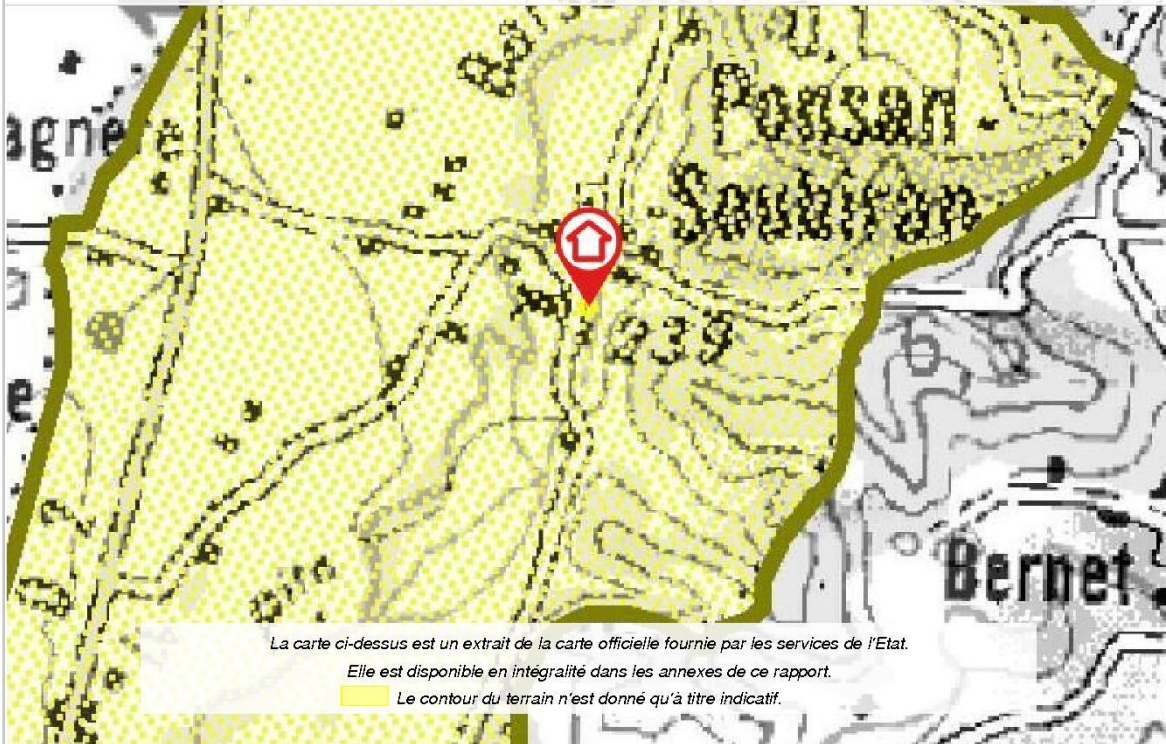 Ponsan
Soubiran
239
Bernet
La carte ci-dessus est un extrait de la carte officielle fournie par les services de l'Etat.
Elle est disponible en intégralité dans les annexes de ce rapport.
Le contour du terrain n'est donné qu'à titre indicatif.